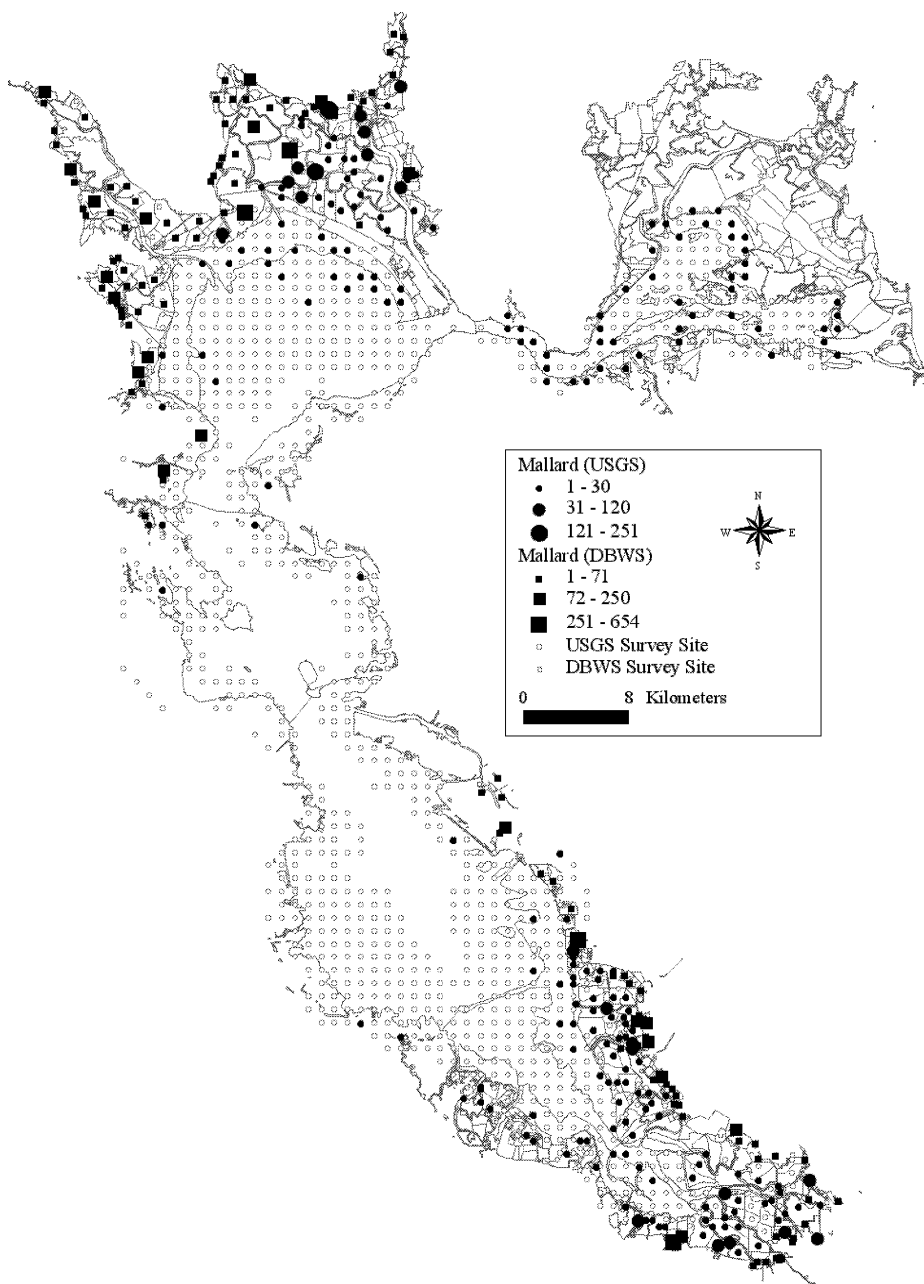 Mallard (USGS)
1 - 30
31 - 120
121 - 251
Mallard (DBWS)
1 - 71
72 - 250
251 - 654
USGS Survey Site
DBWS Survey Site
0 8 Kilometers
N
W E
S